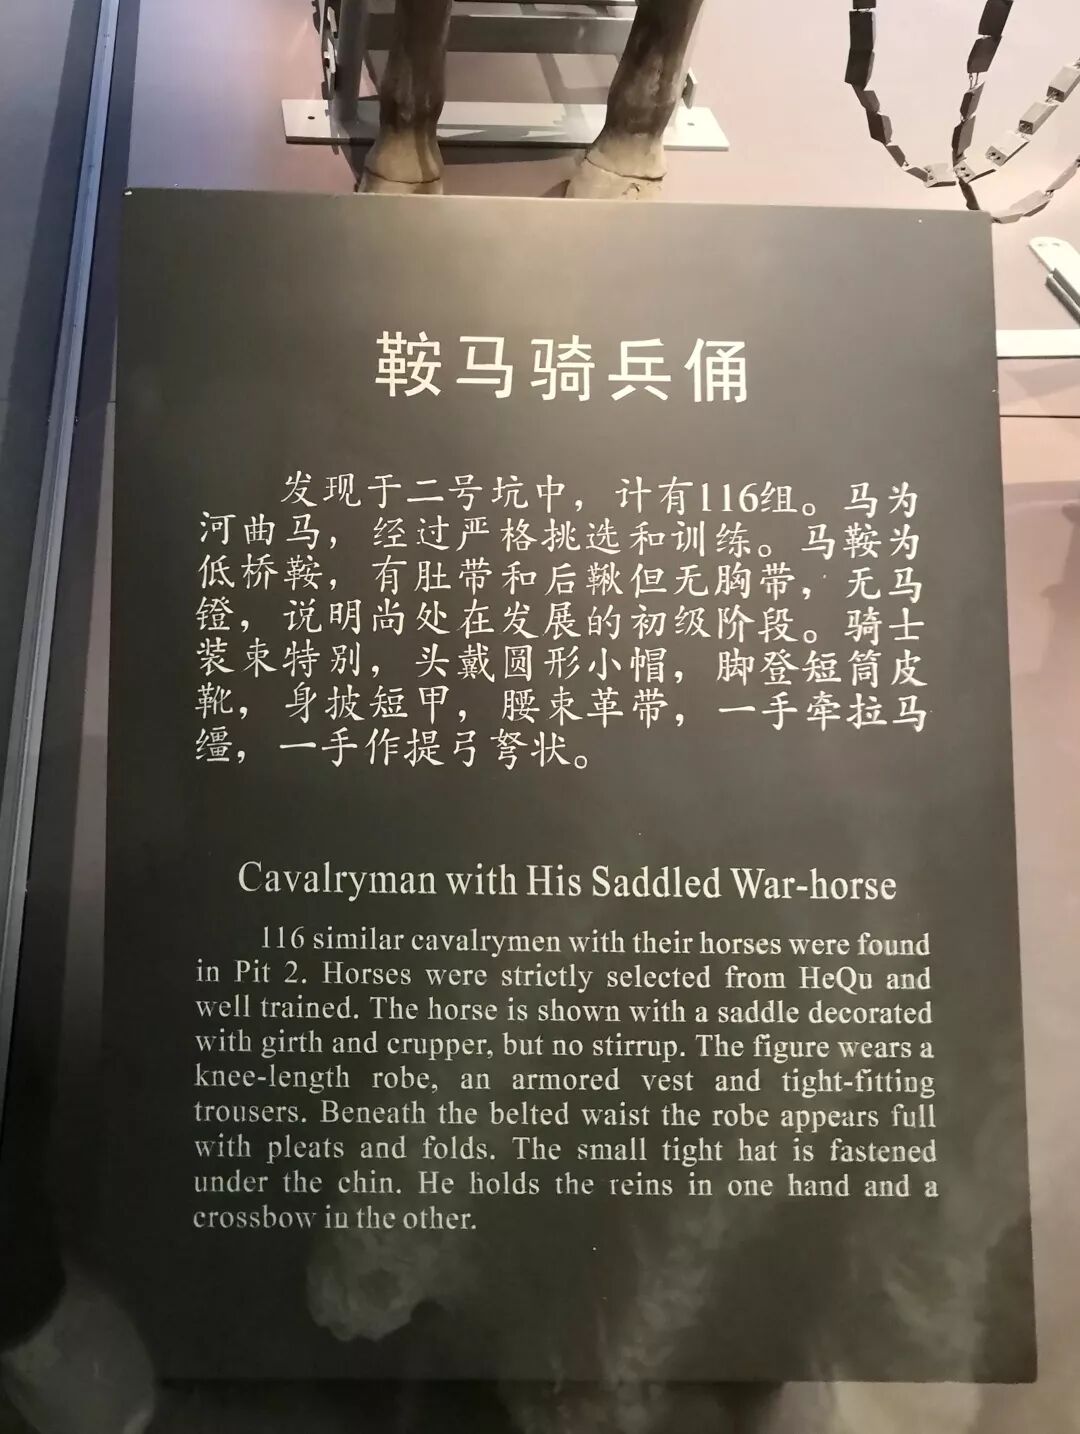 鞍马骑兵俑
发现于二号坑中，计有116组。马为
河曲马，经过严格挑选和训练。马鞍为
低桥鞍，有肚带和后鞦但无胸带，无马
镫，说明尚处在发展的初级阶段。骑士
装束特别，头戴圆形小帽，脚登短筒皮
靴，身披短甲，腰束革带，一手牵拉马
缰，一手作提弓弩状。
Cavalryman with His Saddled War-horse
116 similar cavalrymen with their horses were found
in Pit 2. Horses were strictly selected from HeQu and
well trained. The horse is shown with a saddle decorated
with girth and crupper, but no stirrup. The figure wears a
knee-length robe, an armored vest and tight-fitting
trousers. Beneath the belted waist the robe appears full
with pleats and folds. The small tight hat is fastened
under the chin. He holds the reins in one hand and a
crossbow in the other.